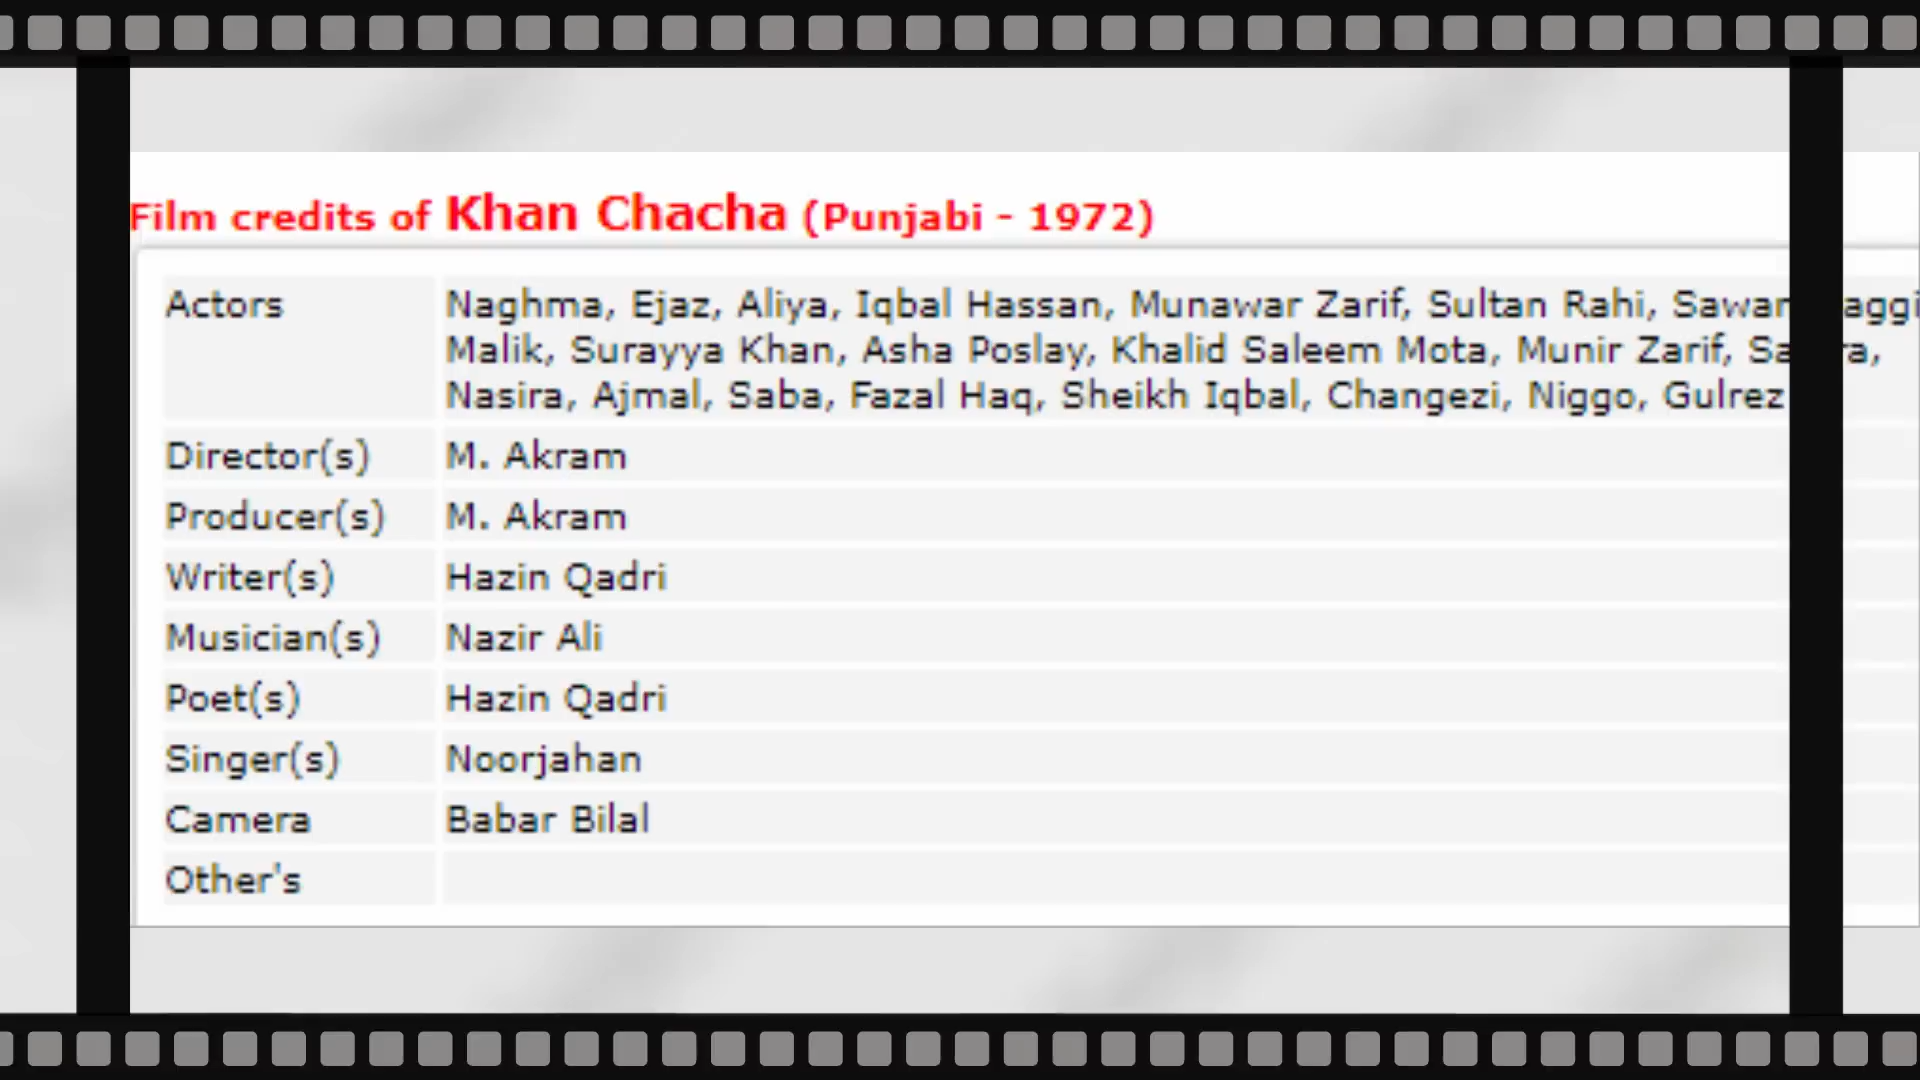 Film credits of Khan Chacha (Punjabi - 1972)
Actors
Naghma, Ejaz, Aliya, Iqbal Hassan, Munawar Zarif, Sultan Rahi,
Malik, Surayya Khan, Asha Poslay, Khalid Saleem Mota, Munir Zarif,
Nasira, Ajmal, Saba, Fazal Haq, Sheikh Iqbal, Changezi, Niggo, Gulrez
Director(s) M. Akram
Producer(s) M. Akram
Writer(s) Hazin Qadri
Musician(s) Nazir Ali
Poet(s) Hazin Qadri
Singer(s) Noorjahan
Camera Babar Bilal
Other's